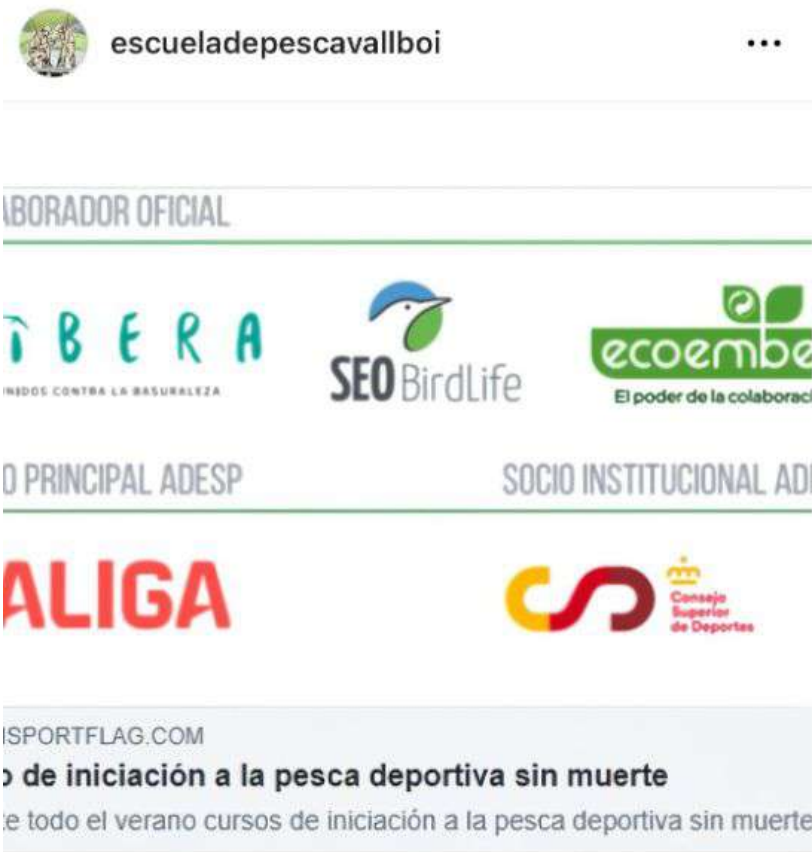 escueladepescavallboi
ABORADOR OFICIAL
BERA
NIDOS CONTRA LA BASURALEZA
SEO BirdLife
ecoembe
El poder de la colaboraci
O PRINCIPAL ADESP
SOCIO INSTITUCIONAL AD
ALIGA
Consejo
Superior
de Deportes
SPORTFLAG.COM
o de iniciación a la pesca deportiva sin muerte
e todo el verano cursos de iniciación a la pesca deportiva sin muerte